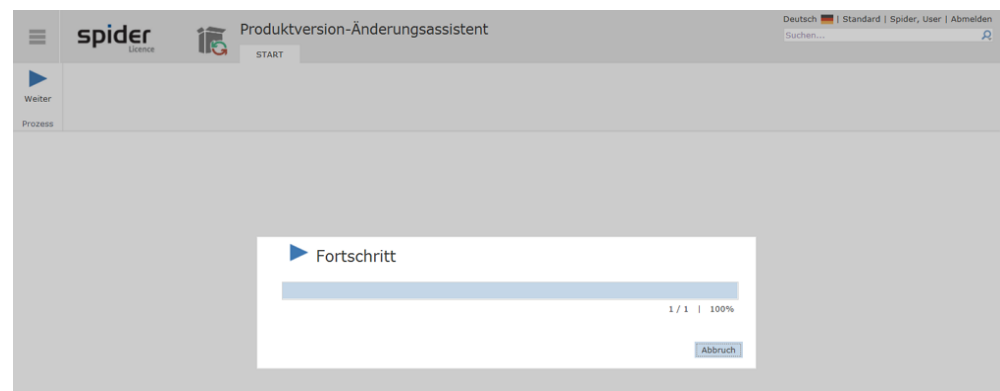 Deutsch | Standard | Spider, User | Abmelden
spider
Licence
Produktversion-Änderungsassistent
Suchen...
START
Weiter
Prozess
Fortschritt
1 / 1 | 100%
Abbruch